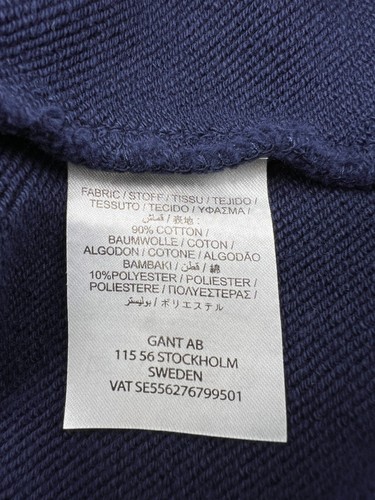 FABRIC / STOFF / TISSU / TEJIDO /
TESSUTO / TECIDO / ΥΦΑΣΜΑ /
قماش / 表地 :
90% COTTON /
BAUMWOLLE / COTON /
ALGODON / COTONE / ALGODÃO
BAMBAKI / قطن / 綿
10%POLYESTER / POLIESTER /
POLIESTERE / ΠΟΛΥΕΣΤΕΡΑΣ /
بوليستر / ポリエステル
GANT AB
115 56 STOCKHOLM
SWEDEN
VAT SE556276799501